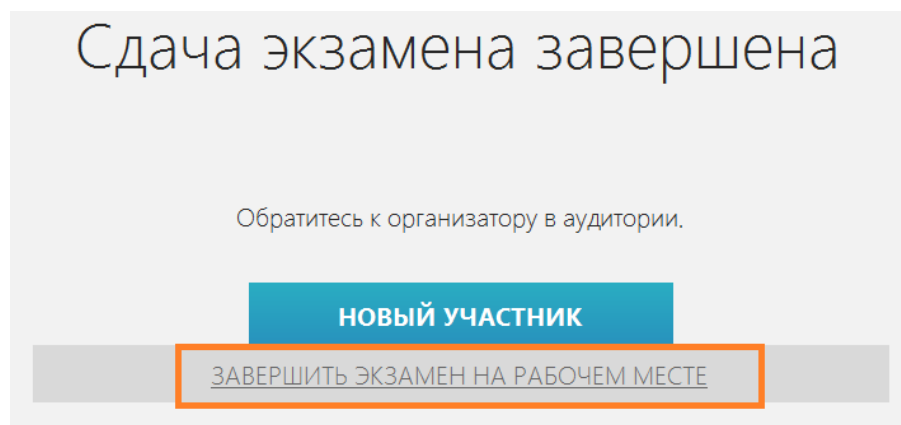 Сдача экзамена завершена
Обратитесь к организатору в аудитории.
НОВЫЙ УЧАСТНИК
ЗАВЕРШИТЬ ЭКЗАМЕН НА РАБОЧЕМ МЕСТЕ